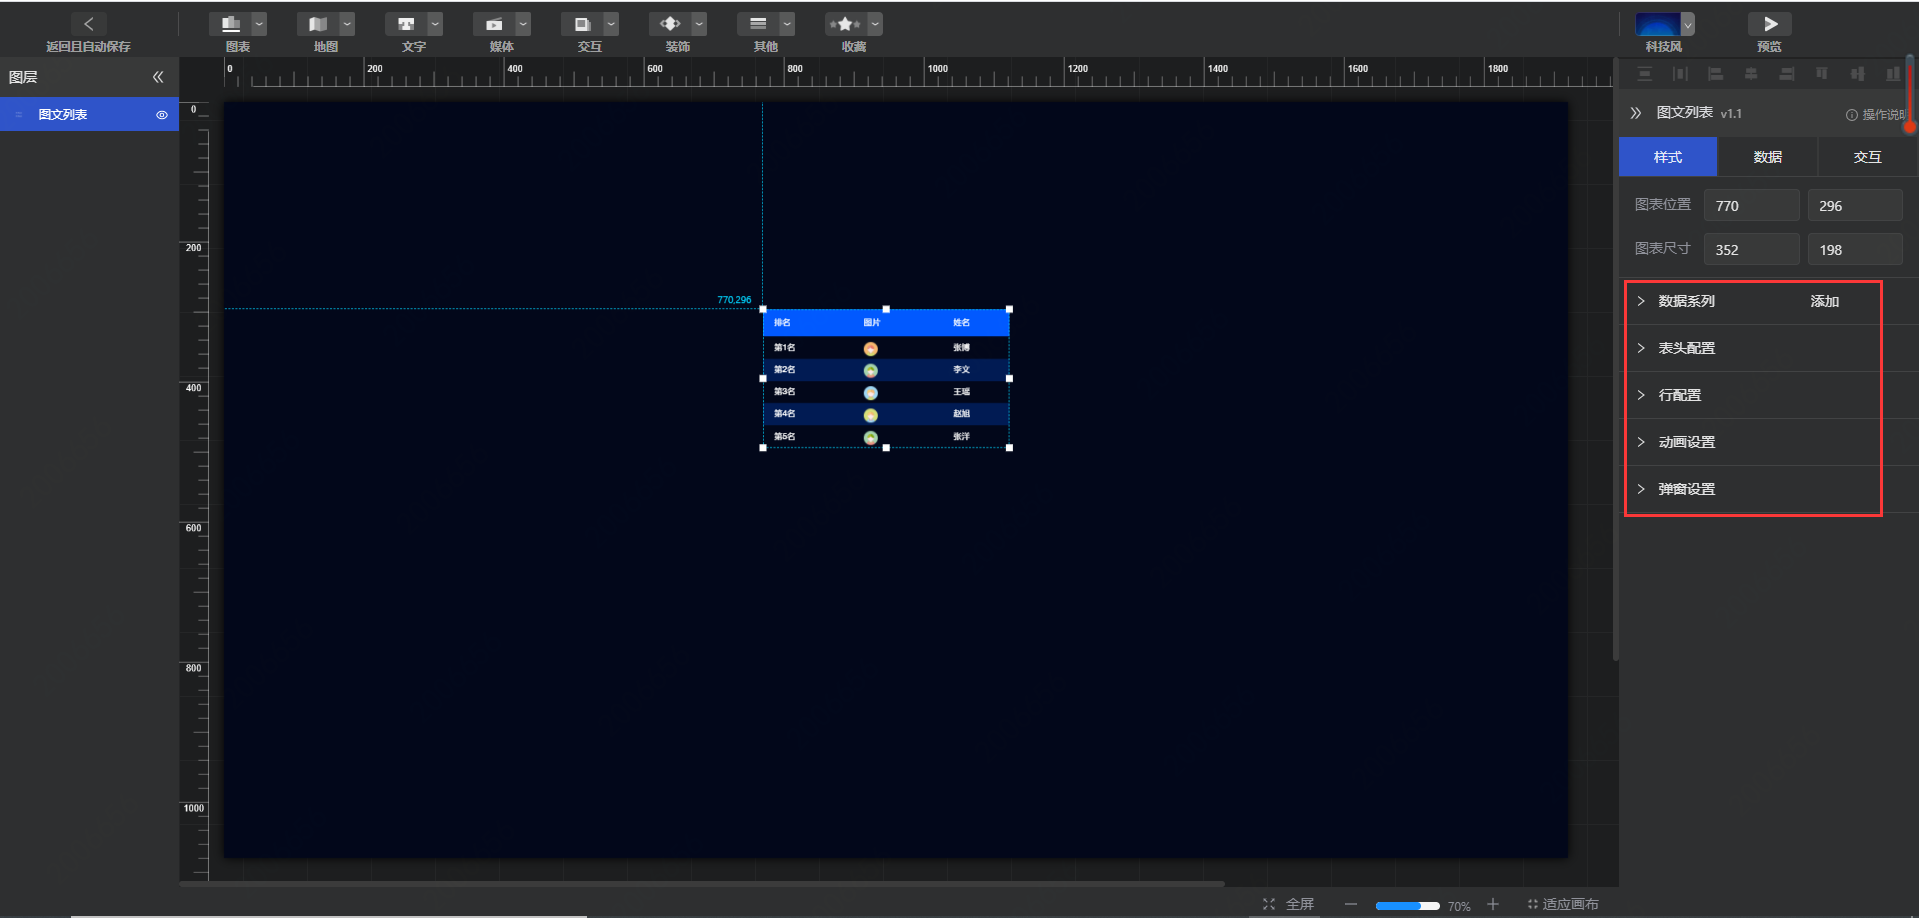 返回且自动保存
图表
地图
文字
媒体
交互
装饰
其他
收藏
科技风
预览
图层
图文列表
0 200 400 600 800 1000 1200 1400 1600 1800
0
200
400
600
800
1000
770,296
排名 图片 姓名
第1名 张博
第2名 李文
第3名 王瑶
第4名 赵旭
第5名 张洋
图文列表 v1.1
操作说明
样式 数据 交互
图表位置 770 296
图表尺寸 352 198
数据系列 添加
表头配置
行配置
动画设置
弹窗设置
全屏
70%
适应画布